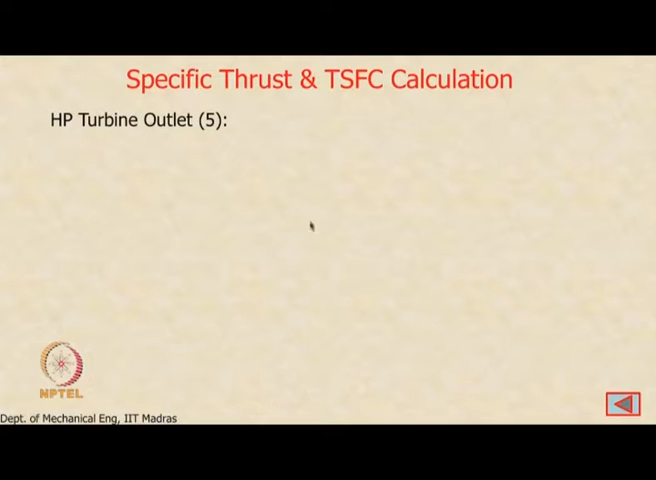 Specific Thrust & TSFC Calculation
HP Turbine Outlet (5):
NPTEL
Dept. of Mechanical Eng, IIT Madras